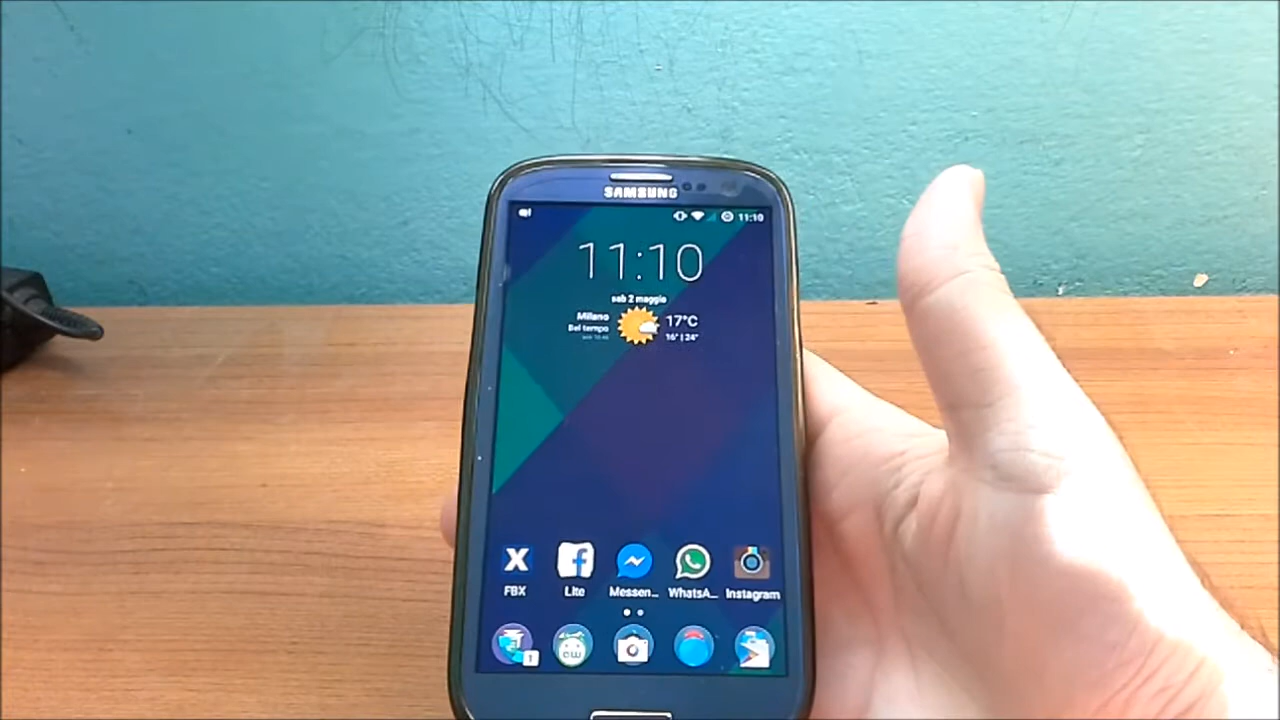 SAMSUNG
11:10
11:10
sab 2 maggio
Milano
Bel tempo
17°C
16° | 24°
FBX
Lite
Messen...
WhatsA...
Instagram
1